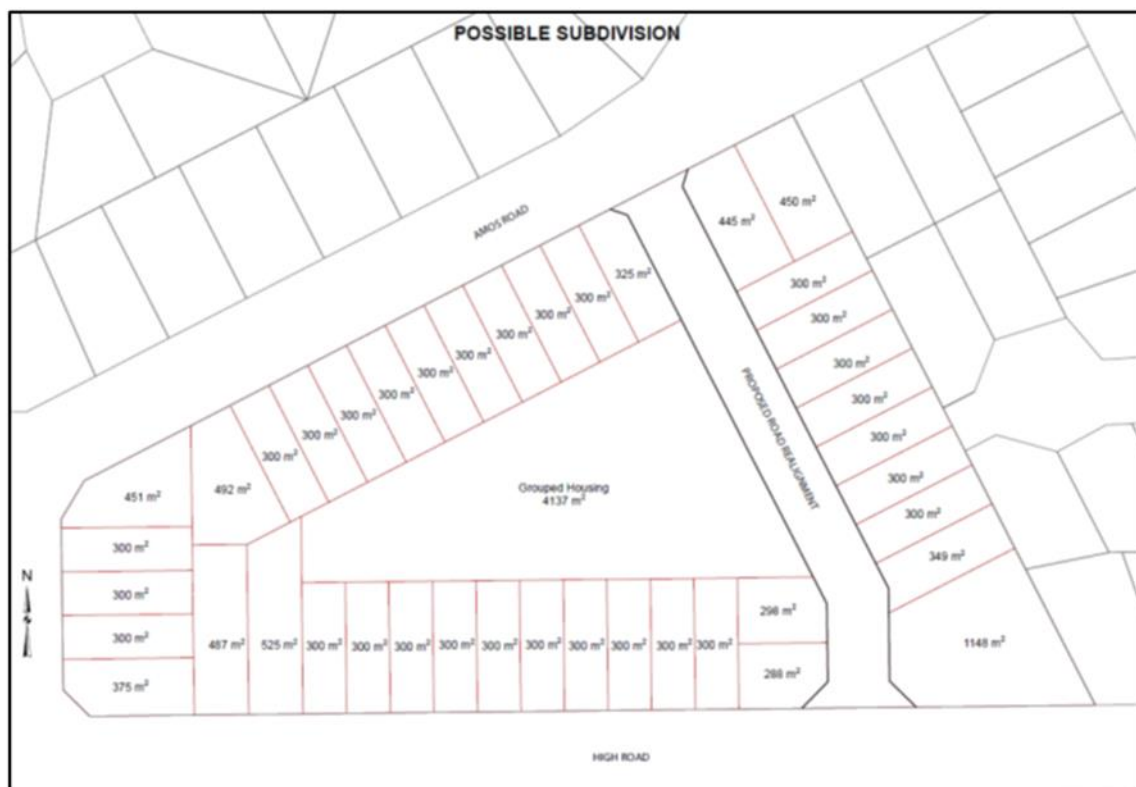 POSSIBLE SUBDIVISION
AMOS ROAD
450 m²
445 m²
325 m²
300 m²
300 m²
300 m²
300 m²
300 m²
300 m²
300 m²
300 m²
300 m²
492 m²
451 m²
300 m²
300 m²
300 m²
300 m²
300 m²
300 m²
300 m²
349 m²
1148 m²
PROPOSED ROAD REALIGNMENT
Grouped Housing
4137 m²
300 m²
300 m²
300 m²
375 m²
N
487 m²
525 m²
300 m²
300 m²
300 m²
300 m²
300 m²
300 m²
300 m²
300 m²
300 m²
300 m²
298 m²
288 m²
HIGH ROAD